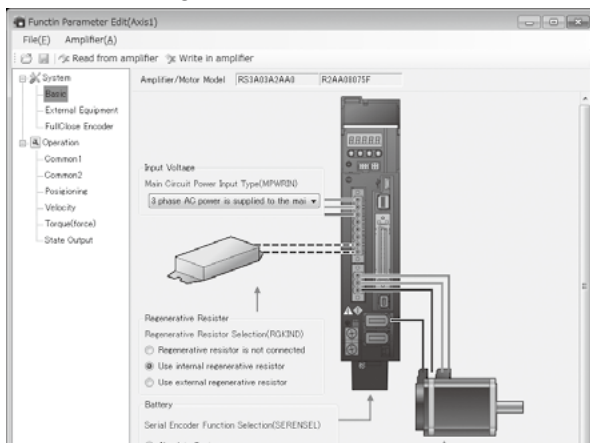 Functin Parameter Edit(Axis1)
File(E) Amplifier(A)
Read from amplifier Write in amplifier
System
Basic
External Equipment
FullClose Encoder
Operation
Common1
Common2
Posigioning
Velocity
Torque(force)
State Output
Amplifier/Motor Model RS3A03A2AA0 R2AA08075F
Input Voltage
Main Circuit Power Input Type(MPWRIN)
3 phase AC power is supplied to the mai
Regenerative Resister
Regenerative Resistor Selection(RGKIND)
Regenerative resistor is not connected
Use internal regenerative resistor
Use external regenerative resistor
Battery
Serial Encoder Function Selection(SERENSEL)